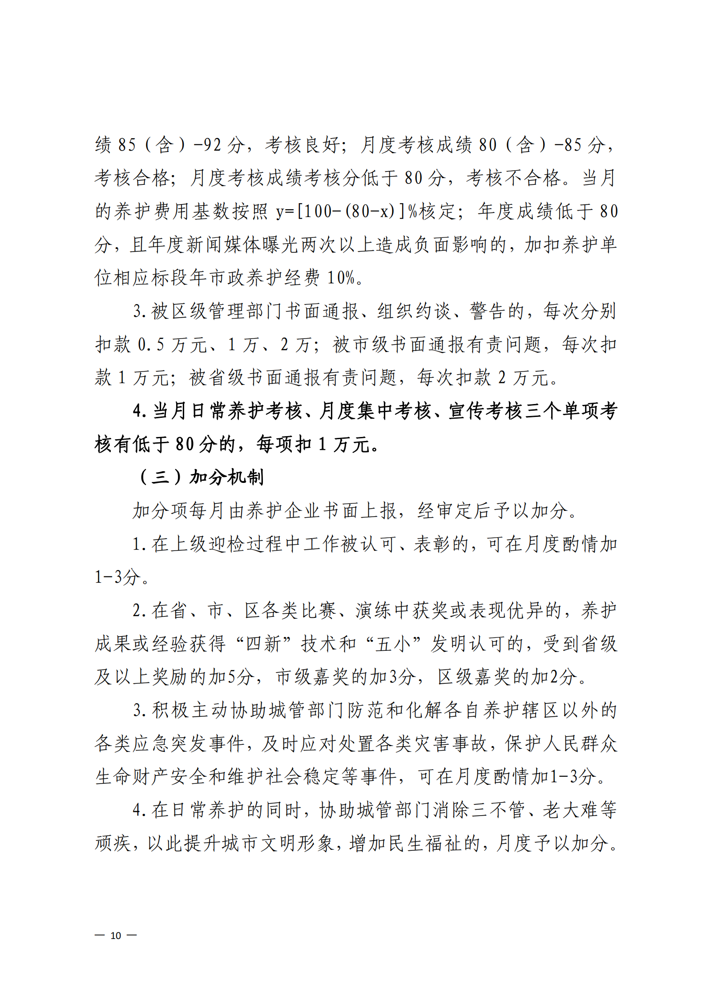 绩 85（含）-92 分，考核良好；月度考核成绩 80（含）-85 分，
考核合格；月度考核成绩考核分低于 80 分，考核不合格。当月
的养护费用基数按照 y=[100-(80-x)]%核定；年度成绩低于 80
分，且年度新闻媒体曝光两次以上造成负面影响的，加扣养护单
位相应标段年市政养护经费 10%。
3.被区级管理部门书面通报、组织约谈、警告的，每次分别
扣款 0.5 万元、1 万、2 万；被市级书面通报有责问题，每次扣
款 1 万元；被省级书面通报有责问题，每次扣款 2 万元。
4.当月日常养护考核、月度集中考核、宣传考核三个单项考
核有低于 80 分的，每项扣 1 万元。
（三）加分机制
加分项每月由养护企业书面上报，经审定后予以加分。
1.在上级迎检过程中工作被认可、表彰的，可在月度酌情加
1-3分。
2.在省、市、区各类比赛、演练中获奖或表现优异的，养护
成果或经验获得“四新”技术和“五小”发明认可的，受到省级
及以上奖励的加5分，市级嘉奖的加3分，区级嘉奖的加2分。
3.积极主动协助城管部门防范和化解各自养护辖区以外的
各类应急突发事件，及时应对处置各类灾害事故，保护人民群众
生命财产安全和维护社会稳定等事件，可在月度酌情加1-3分。
4.在日常养护的同时，协助城管部门消除三不管、老大难等
顽疾，以此提升城市文明形象，增加民生福祉的，月度予以加分。
— 10 —